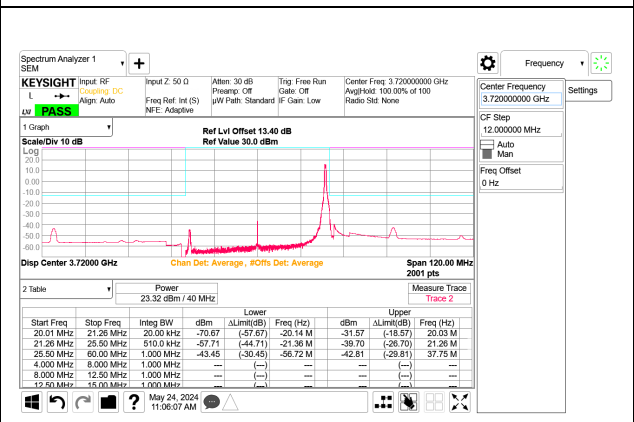 Spectrum Analyzer 1
SEM
Frequency
KEYSIGHT Input: RF Input Z: 50 Ω Atten: 30 dB Trig: Free Run Center Freq: 3.720000000 GHz
L Coupling: DC Preamp: Off Gate: Off Avg|Hold: 100.00% of 100
Align: Auto Freq Ref: Int (S) µW Path: Standard IF Gain: Low Radio Std: None
LXI PASS NFE: Adaptive
Center Frequency
3.720000000 GHz
Settings
CF Step
12.000000 MHz
Auto
Man
Freq Offset
0 Hz
1 Graph
Ref Lvl Offset 13.40 dB
Scale/Div 10 dB Ref Value 30.0 dBm
Log
20.0
10.0
0.00
-10.0
-20.0
-30.0
-40.0
-50.0
-60.0
Disp Center 3.72000 GHz Chan Det: Average, #Offs Det: Average Span 120.00 MHz
2001 pts
2 Table Power Measure Trace
23.32 dBm / 40 MHz Trace 2
Lower Upper
Start Freq Stop Freq Integ BW dBm ΔLimit(dB) Freq (Hz) dBm ΔLimit(dB) Freq (Hz)
20.01 MHz 21.26 MHz 20.00 kHz -70.67 (-57.67) -20.14 M -31.57 (-18.57) 20.03 M
21.26 MHz 25.50 MHz 510.0 kHz -57.71 (-44.71) -21.36 M -39.70 (-26.70) 21.26 M
25.50 MHz 60.00 MHz 1.000 MHz -43.45 (-30.45) -56.72 M -42.81 (-29.81) 37.75 M
4.000 MHz 8.000 MHz 1.000 MHz --- (---) --- (---)
8.000 MHz 12.50 MHz 1.000 MHz --- (---) --- (---)
12.50 MHz 15.00 MHz 1.000 MHz --- (---) --- (---)
May 24, 2024
11:06:07 AM